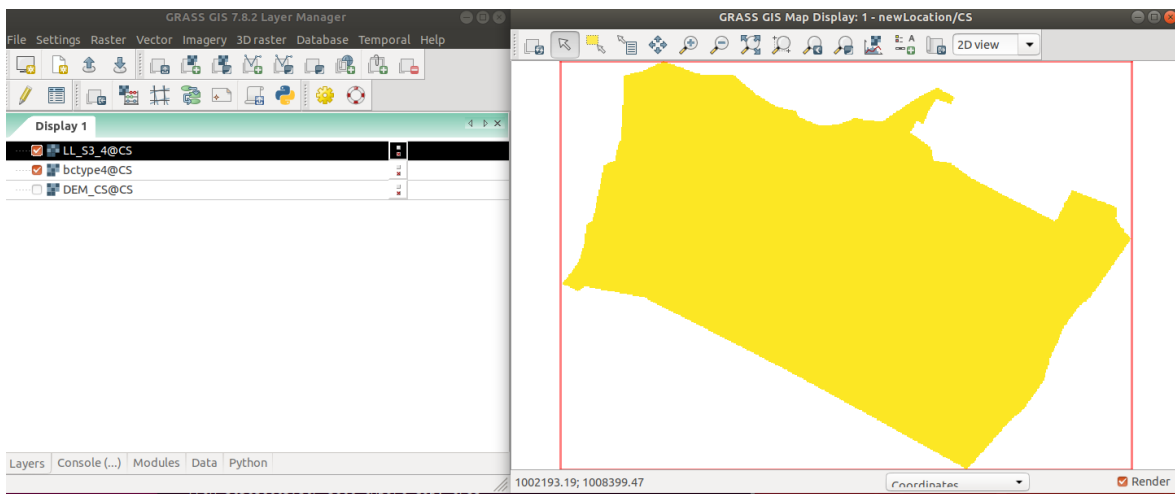 GRASS GIS 7.8.2 Layer Manager
File Settings Raster Vector Imagery 3D raster Database Temporal Help
Display 1
LL_S3_4@CS
bctype4@CS
DEM_CS@CS
Layers Console (...) Modules Data Python
GRASS GIS Map Display: 1 - newLocation/CS
2D view
1002193.19; 1008399.47
Coordinates
Render